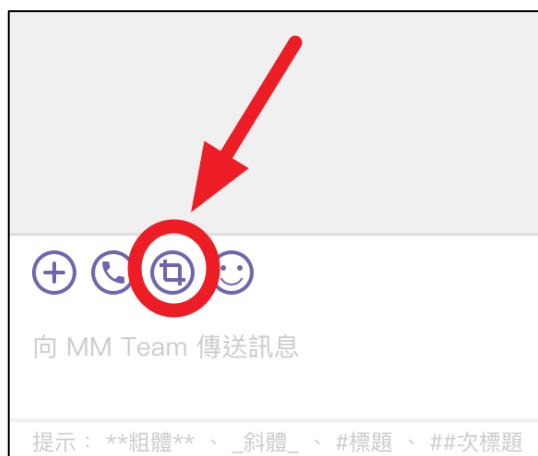 向 MM Team 傳送訊息
提示： **粗體** 、 _斜體_ 、 #標題 、 ##次標題